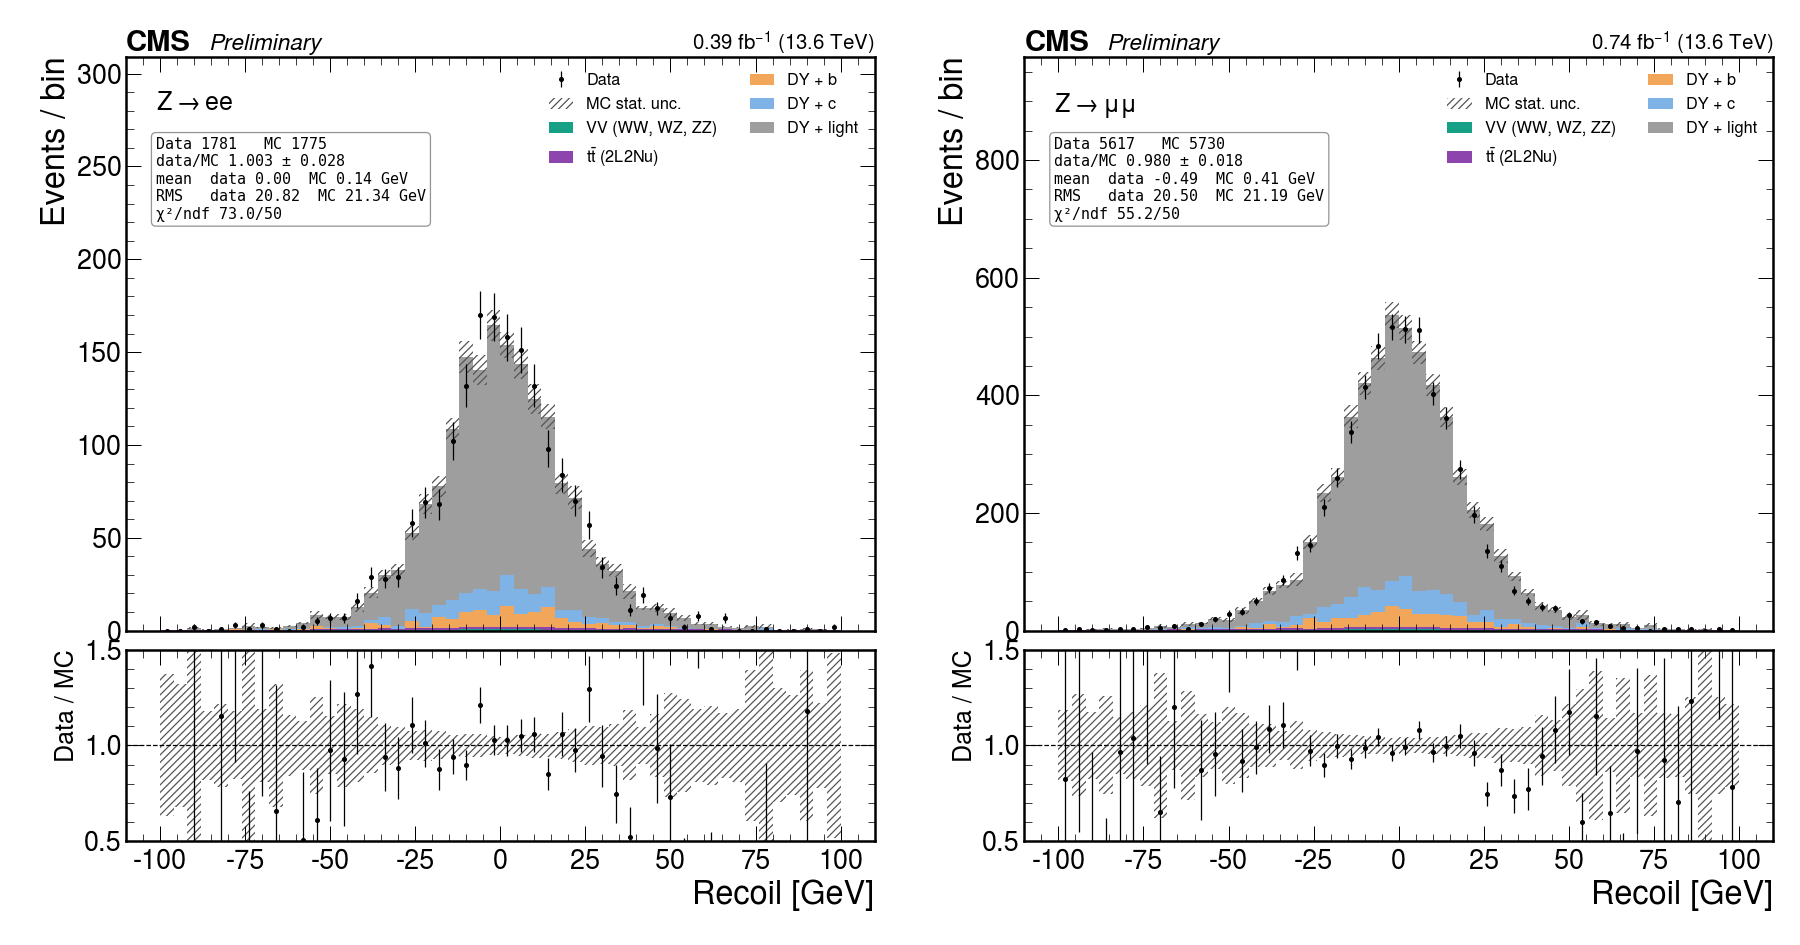 CMS Preliminary 0.39 fb⁻¹ (13.6 TeV)
Events / bin
300
250
200
150
100
50
0
Z→ee
Data
MC stat. unc.
VV (WW, WZ, ZZ)
tt̄ (2L2Nu)
DY + b
DY + c
DY + light
Data 1781   MC 1775
data/MC 1.003 ± 0.028
mean  data 0.00  MC 0.14 GeV
RMS   data 20.82  MC 21.34 GeV
χ²/ndf 73.0/50
Data / MC
1.5
1.0
0.5
-100 -75 -50 -25 0 25 50 75 100
Recoil [GeV]
CMS Preliminary 0.74 fb⁻¹ (13.6 TeV)
Events / bin
800
600
400
200
0
Z→μμ
Data
MC stat. unc.
VV (WW, WZ, ZZ)
tt̄ (2L2Nu)
DY + b
DY + c
DY + light
Data 5617   MC 5730
data/MC 0.980 ± 0.018
mean  data -0.49  MC 0.41 GeV
RMS   data 20.50  MC 21.19 GeV
χ²/ndf 55.2/50
Data / MC
1.5
1.0
0.5
-100 -75 -50 -25 0 25 50 75 100
Recoil [GeV]